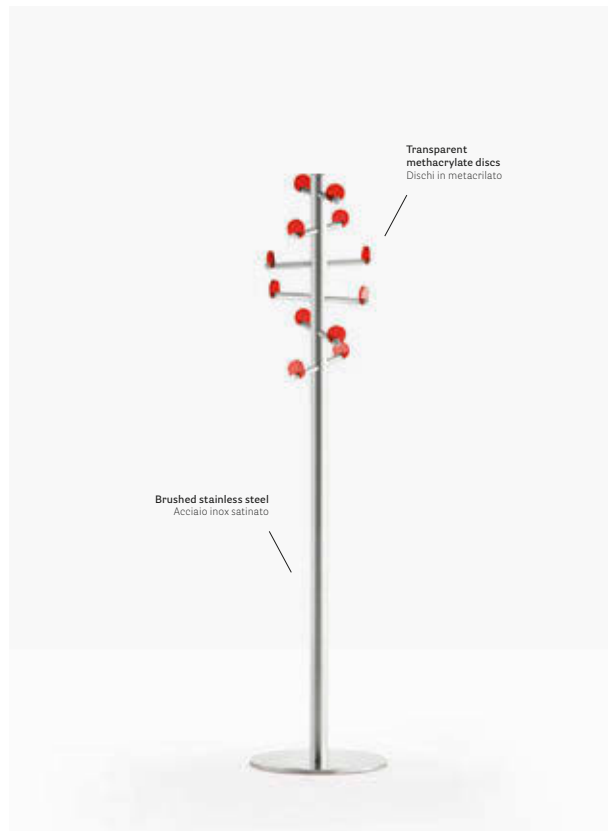 Transparent
methacrylate discs
Dischi in metacrilato
Brushed stainless steel
Acciaio inox satinato